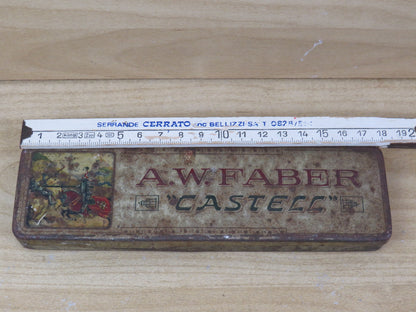 SERRANDE CERRATO
1 2 3 4 5 6 7 8 9 10 11 12 13 14 15 16 17 18 19
A.W. FABER
"CASTELL"